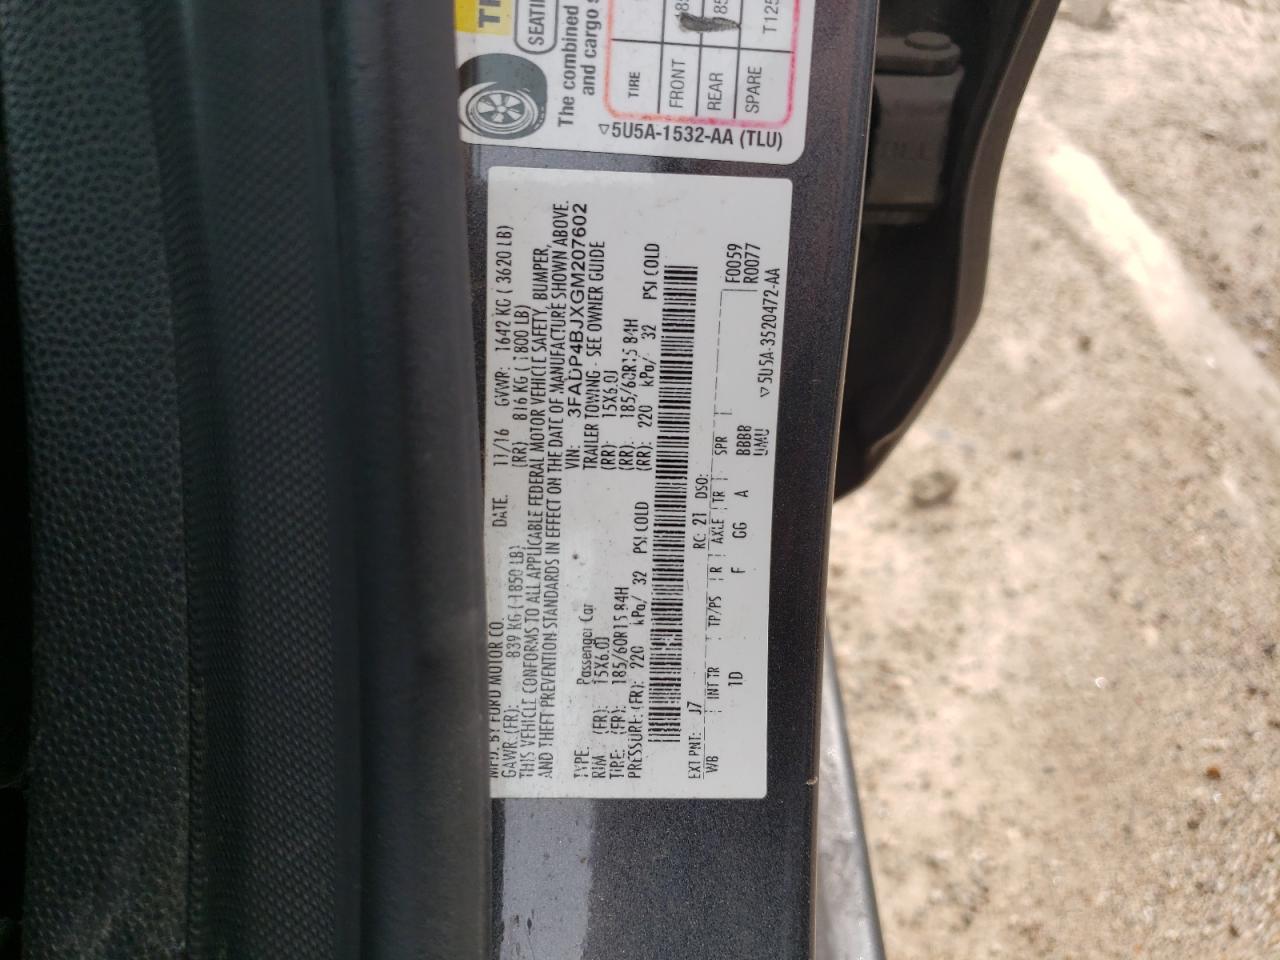 TR
SEATI
The combined
and cargo s
TIRE
FRONT
REAR
SPARE T125
▽5U5A-1532-AA (TLU)
MFD. BY FORD MOTOR CO. DATE: 11/16 GVWR: 1642 KG ( 3620 LB)
GAWR (FR): 839 KG (1850 LB) (RR) 816 KG ( 1800 LB)
THIS VEHICLE CONFORMS TO ALL APPLICABLE FEDERAL MOTOR VEHICLE SAFETY, BUMPER,
AND THEFT PREVENTION STANDARDS IN EFFECT ON THE DATE OF MANUFACTURE SHOWN ABOVE.
VIN: 3FADP4BJXGM207602
TYPE: Passenger Car TRAILER TOWING - SEE OWNER GUIDE
RIM (FR): 15X6.0J (RR): 15X6.0J
TIRE: (FR): 185/60R15 84H (RR): 185/60R15 84H
PRESSURE: (FR): 220 kPa/ 32 PSI COLD (RR): 220 kPa/ 32 PSI COLD
EXT PNT: J7 RC: 21 DSO: F0059
WB INT TR TP/PS R AXLE TR SPR R0077
1D F GG A BBBB
UMU ▽5U5A-3520472-AA